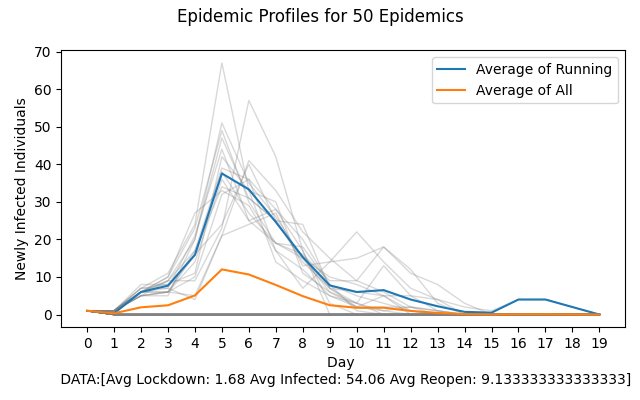 Epidemic Profiles for 50 Epidemics
70
60
50
40
30
20
10
0
Newly Infected Individuals
Average of Running
Average of All
0 1 2 3 4 5 6 7 8 9 10 11 12 13 14 15 16 17 18 19
Day
DATA:[Avg Lockdown: 1.68 Avg Infected: 54.06 Avg Reopen: 9.133333333333333]